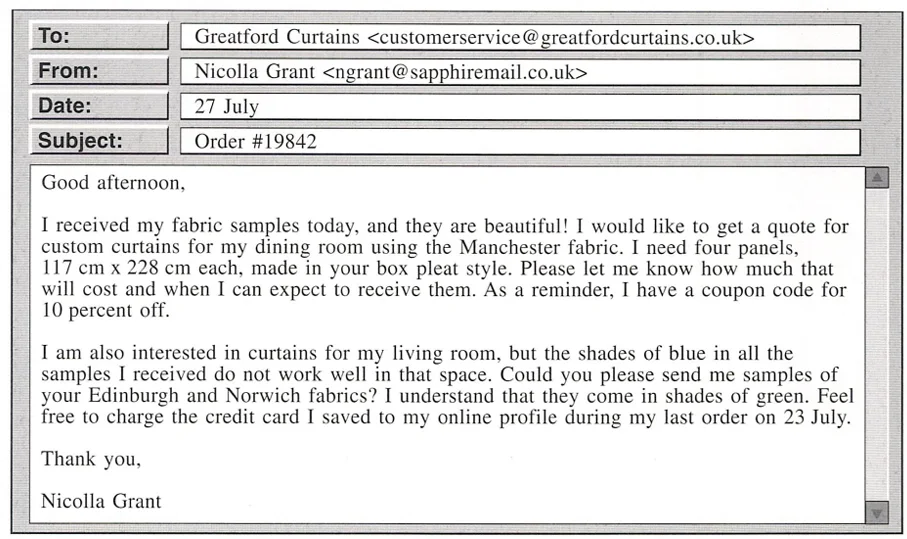 To: Greatford Curtains <customerservice@greatfordcurtains.co.uk>
From: Nicolla Grant <ngrant@sapphiremail.co.uk>
Date: 27 July
Subject: Order #19842
Good afternoon,
I received my fabric samples today, and they are beautiful! I would like to get a quote for
custom curtains for my dining room using the Manchester fabric. I need four panels,
117 cm x 228 cm each, made in your box pleat style. Please let me know how much that
will cost and when I can expect to receive them. As a reminder, I have a coupon code for
10 percent off.
I am also interested in curtains for my living room, but the shades of blue in all the
samples I received do not work well in that space. Could you please send me samples of
your Edinburgh and Norwich fabrics? I understand that they come in shades of green. Feel
free to charge the credit card I saved to my online profile during my last order on 23 July.
Thank you,
Nicolla Grant